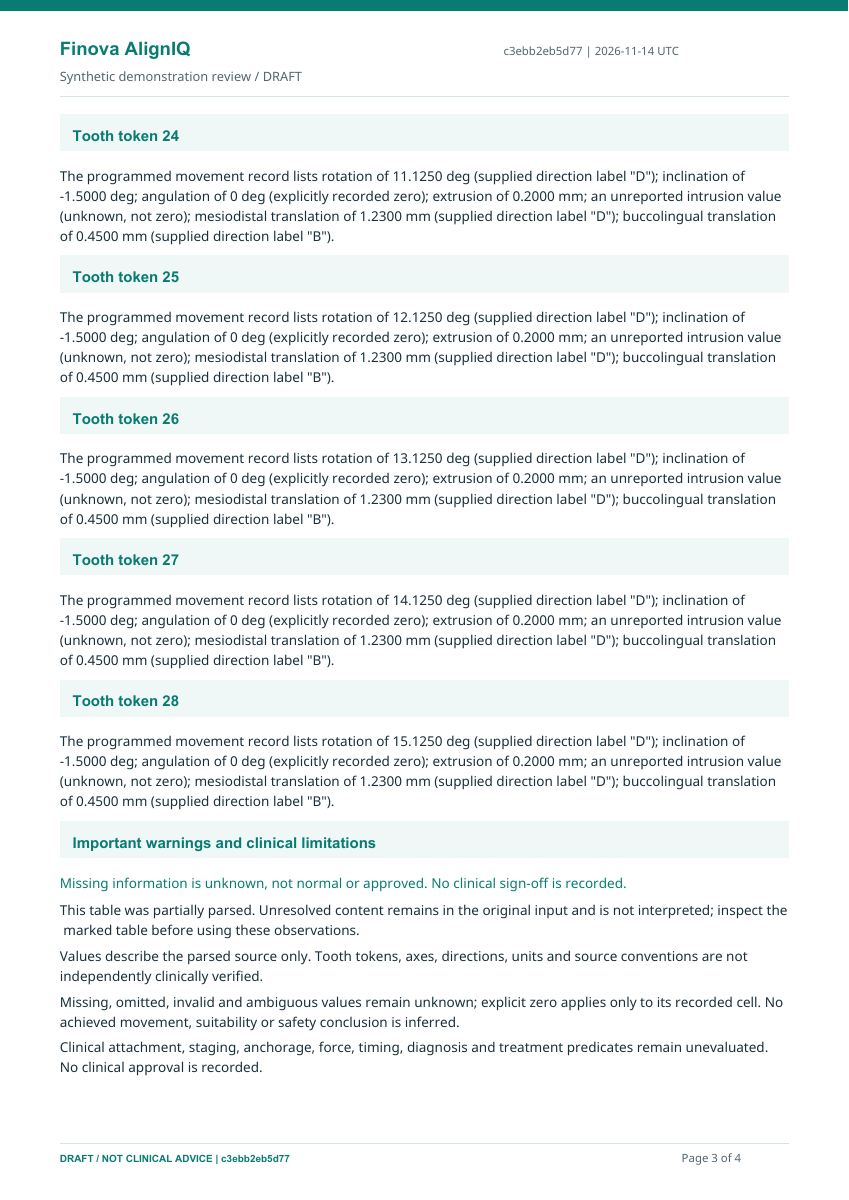 Finova AlignIQ
c3ebb2eb5d77 | 2026-11-14 UTC
Synthetic demonstration review / DRAFT
Tooth token 24
The programmed movement record lists rotation of 11.1250 deg (supplied direction label "D"); inclination of
-1.5000 deg; angulation of 0 deg (explicitly recorded zero); extrusion of 0.2000 mm; an unreported intrusion value
(unknown, not zero); mesiodistal translation of 1.2300 mm (supplied direction label "D"); buccolingual translation
of 0.4500 mm (supplied direction label "B").
Tooth token 25
The programmed movement record lists rotation of 12.1250 deg (supplied direction label "D"); inclination of
-1.5000 deg; angulation of 0 deg (explicitly recorded zero); extrusion of 0.2000 mm; an unreported intrusion value
(unknown, not zero); mesiodistal translation of 1.2300 mm (supplied direction label "D"); buccolingual translation
of 0.4500 mm (supplied direction label "B").
Tooth token 26
The programmed movement record lists rotation of 13.1250 deg (supplied direction label "D"); inclination of
-1.5000 deg; angulation of 0 deg (explicitly recorded zero); extrusion of 0.2000 mm; an unreported intrusion value
(unknown, not zero); mesiodistal translation of 1.2300 mm (supplied direction label "D"); buccolingual translation
of 0.4500 mm (supplied direction label "B").
Tooth token 27
The programmed movement record lists rotation of 14.1250 deg (supplied direction label "D"); inclination of
-1.5000 deg; angulation of 0 deg (explicitly recorded zero); extrusion of 0.2000 mm; an unreported intrusion value
(unknown, not zero); mesiodistal translation of 1.2300 mm (supplied direction label "D"); buccolingual translation
of 0.4500 mm (supplied direction label "B").
Tooth token 28
The programmed movement record lists rotation of 15.1250 deg (supplied direction label "D"); inclination of
-1.5000 deg; angulation of 0 deg (explicitly recorded zero); extrusion of 0.2000 mm; an unreported intrusion value
(unknown, not zero); mesiodistal translation of 1.2300 mm (supplied direction label "D"); buccolingual translation
of 0.4500 mm (supplied direction label "B").
Important warnings and clinical limitations
Missing information is unknown, not normal or approved. No clinical sign-off is recorded.
This table was partially parsed. Unresolved content remains in the original input and is not interpreted; inspect the
marked table before using these observations.
Values describe the parsed source only. Tooth tokens, axes, directions, units and source conventions are not
independently clinically verified.
Missing, omitted, invalid and ambiguous values remain unknown; explicit zero applies only to its recorded cell. No
achieved movement, suitability or safety conclusion is inferred.
Clinical attachment, staging, anchorage, force, timing, diagnosis and treatment predicates remain unevaluated.
No clinical approval is recorded.
DRAFT / NOT CLINICAL ADVICE | c3ebb2eb5d77
Page 3 of 4